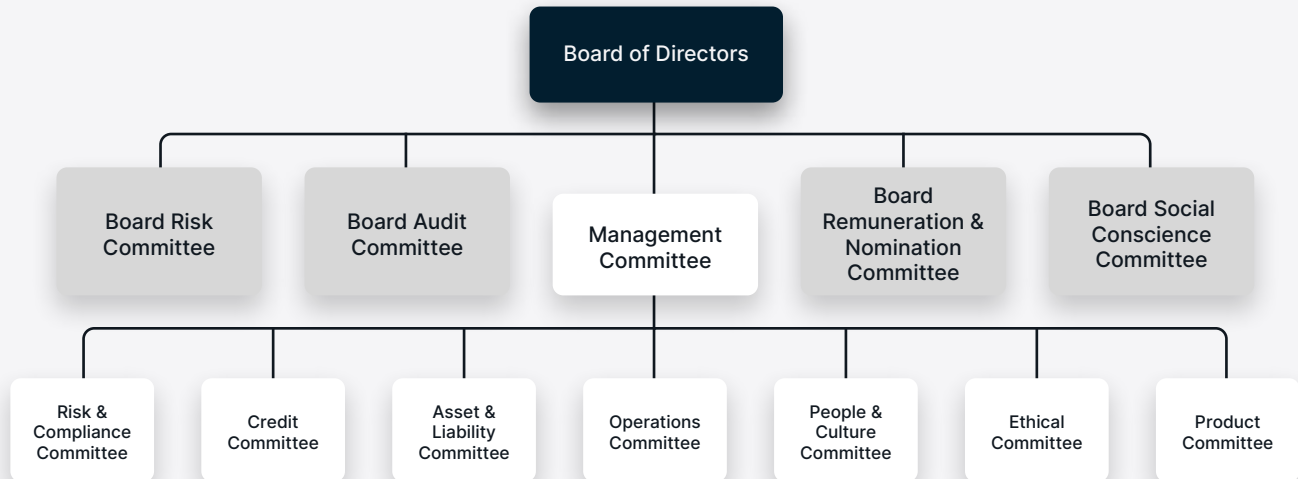 Board of Directors
Board Risk
Committee
Board Audit
Committee
Management
Committee
Board
Remuneration &
Nomination
Committee
Board Social
Conscience
Committee
Risk &
Compliance
Committee
Credit
Committee
Asset &
Liability
Committee
Operations
Committee
People &
Culture
Committee
Ethical
Committee
Product
Committee